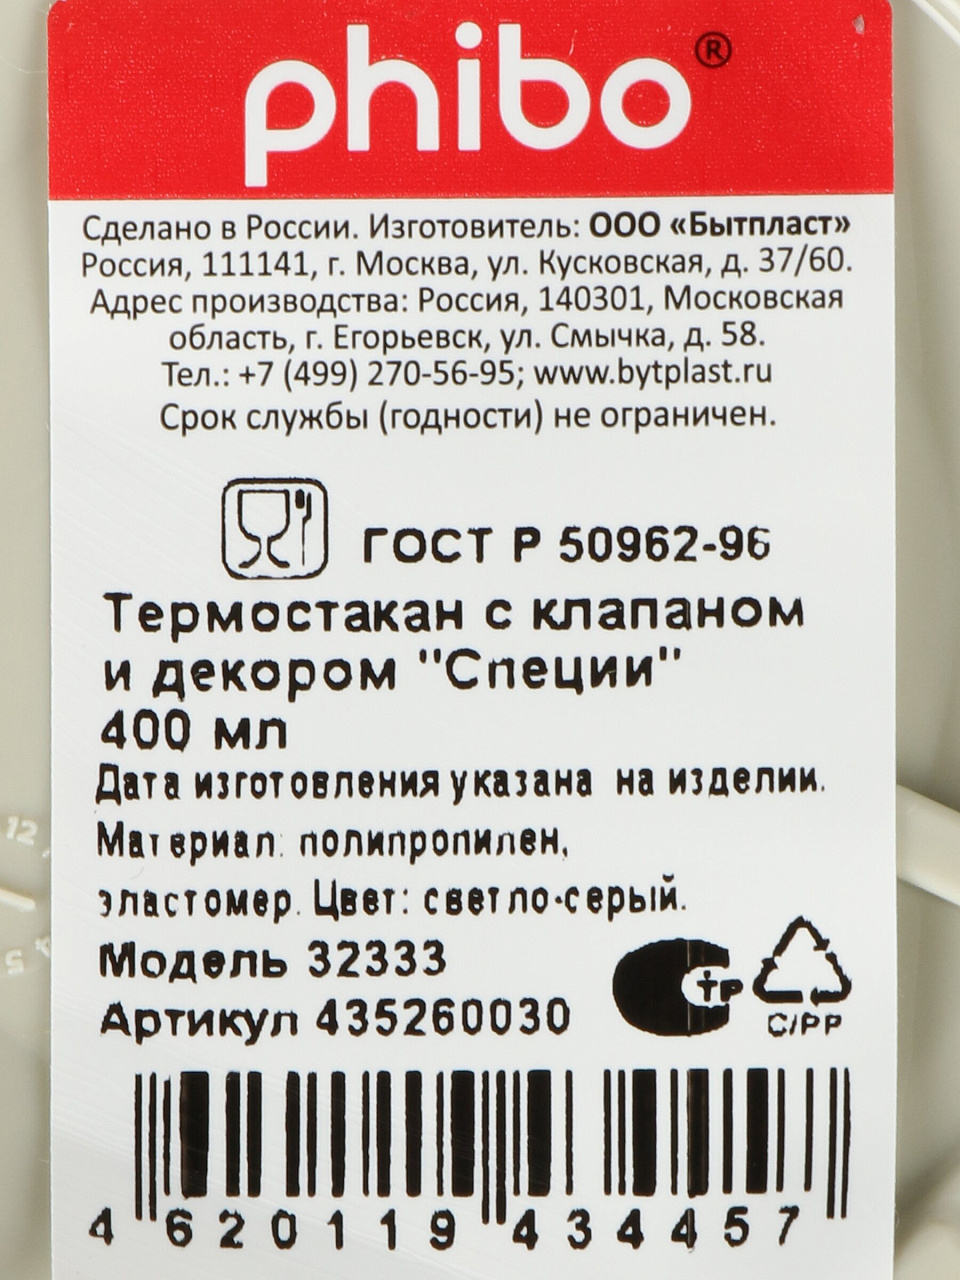 phibo®
Сделано в России. Изготовитель: ООО «Бытпласт»
Россия, 111141, г. Москва, ул. Кусковская, д. 37/60.
Адрес производства: Россия, 140301, Московская
область, г. Егорьевск, ул. Смычка, д. 58.
Тел.: +7 (499) 270-56-95; www.bytplast.ru
Срок службы (годности) не ограничен.
ГОСТ Р 50962-96
Термостакан с клапаном
и декором "Специи"
400 мл
Дата изготовления указана на изделии.
Материал: полипропилен,
эластомер. Цвет: светло-серый.
Модель 32333
Артикул 435260030
тр
C/PP
4 620119 434457
12
5